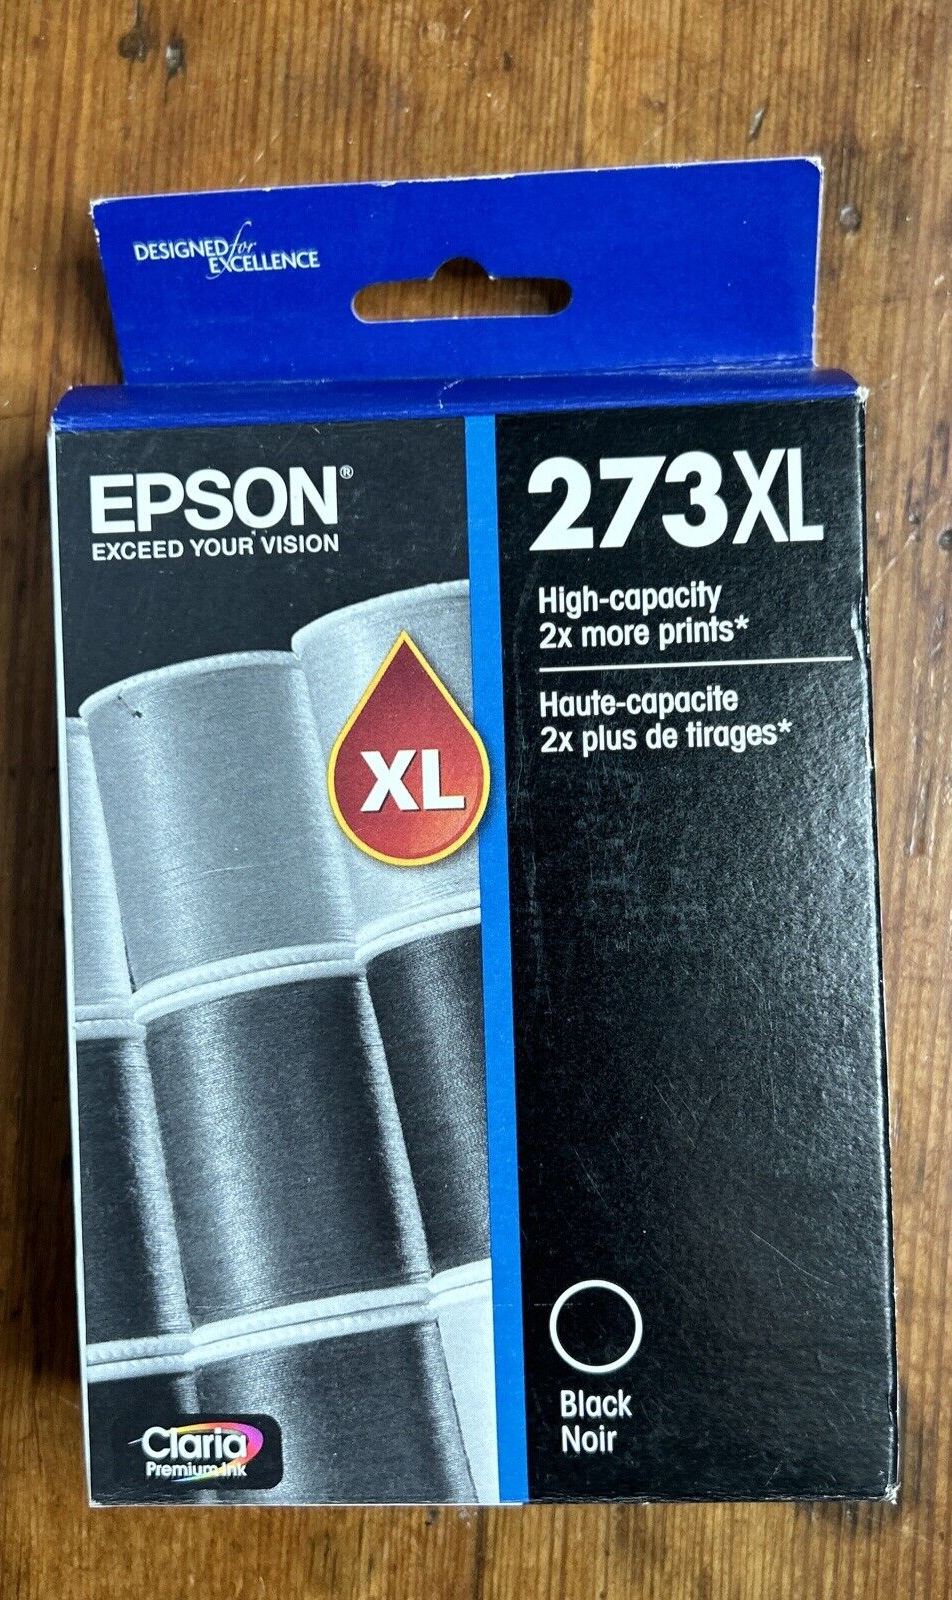 DESIGNED for
EXCELLENCE
EPSON®
EXCEED YOUR VISION
273XL
High-capacity
2x more prints*
Haute-capacite
2x plus de tirages*
XL
Black
Noir
Claria
Premium Ink